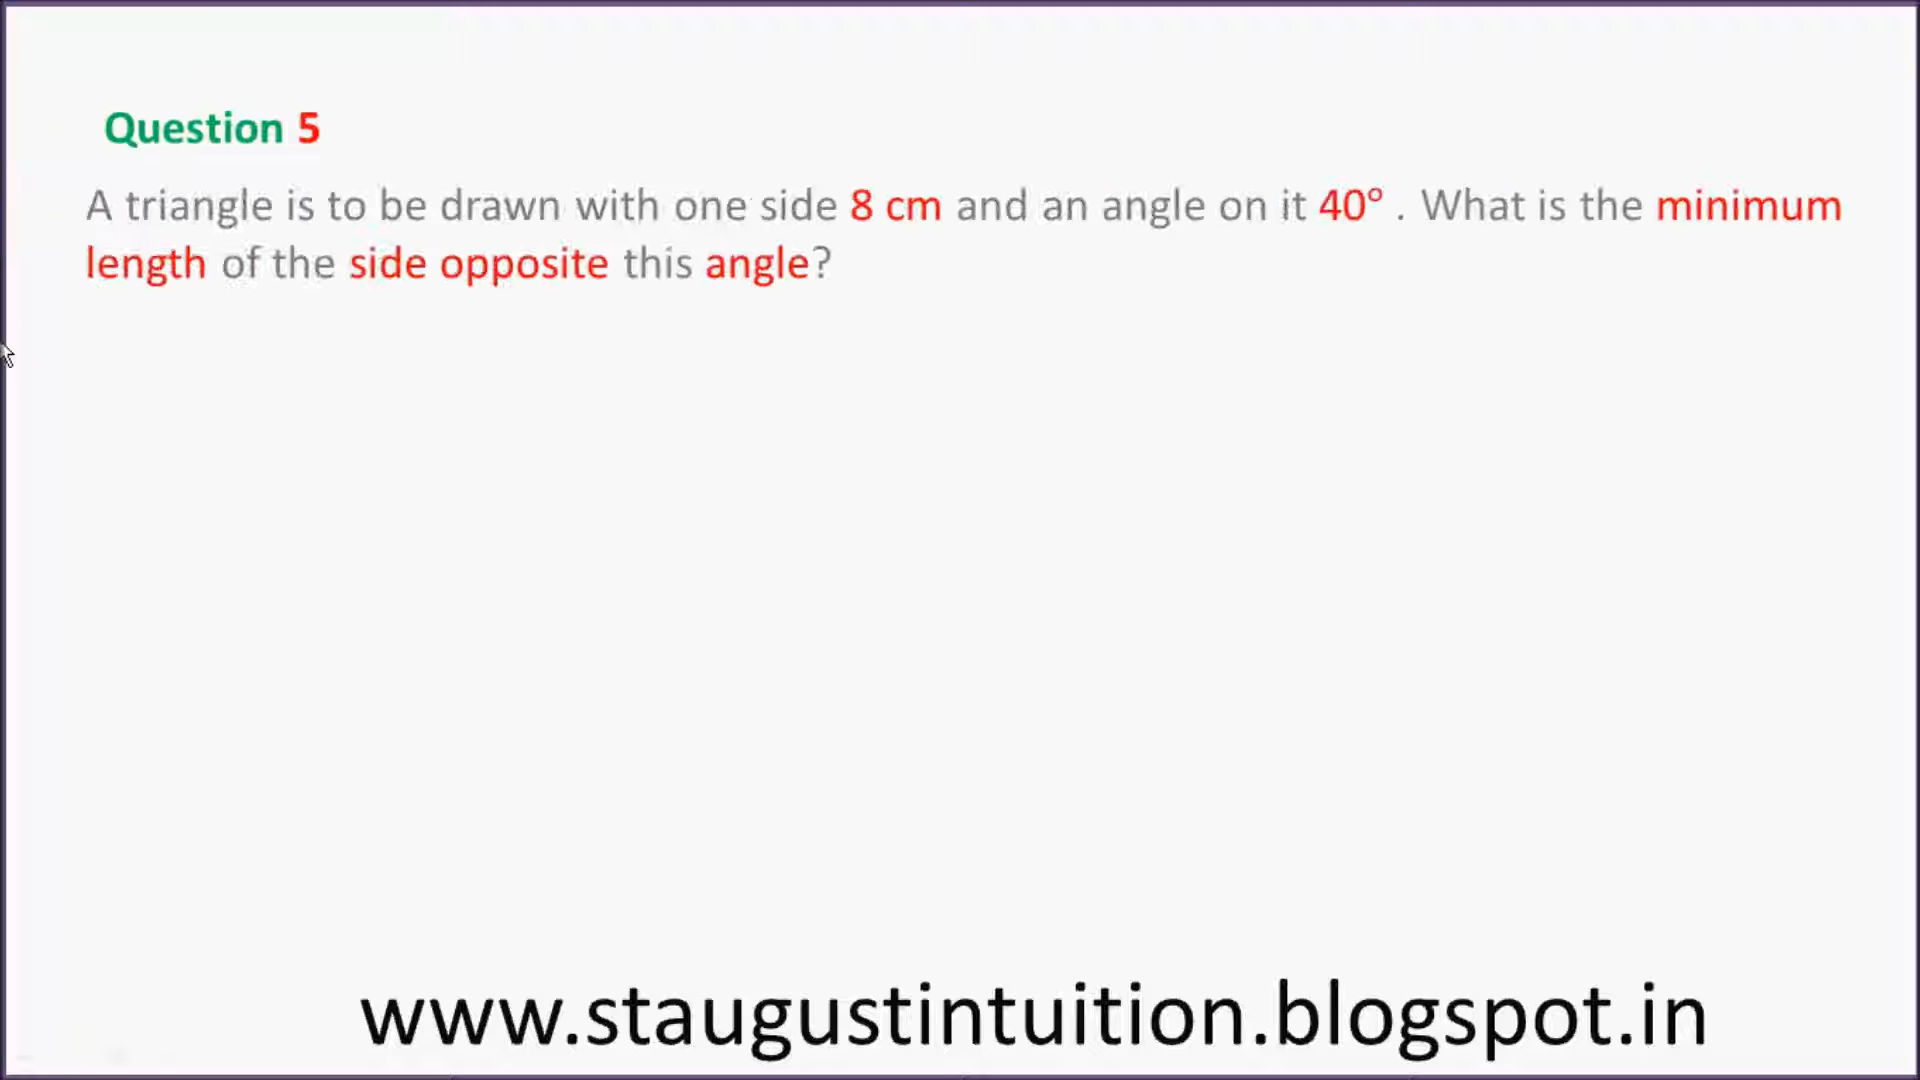 Question 5
A triangle is to be drawn with one side 8 cm and an angle on it 40° . What is the minimum
length of the side opposite this angle?
www.staugustintuition.blogspot.in